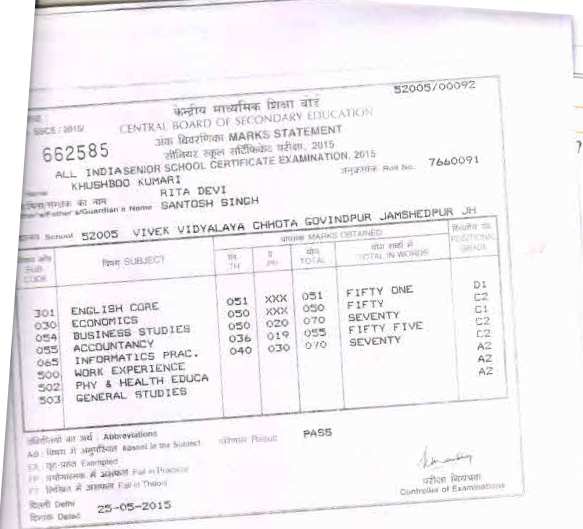 52005/00092
केन्द्रीय माध्यमिक शिक्षा बोर्ड
SSCE / 2015/ CENTRAL BOARD OF SECONDARY EDUCATION
662585 अंक विवरणिका MARKS STATEMENT
सीनियर स्कूल सर्टिफिकेट परीक्षा, 2015
ALL INDIA SENIOR SCHOOL CERTIFICATE EXAMINATION, 2015
KHUSHBOO KUMARI अनुक्रमांक Roll No. 7660091
RITA DEVI
Father's/Guardian's Name SANTOSH SINGH
School 52005 VIVEK VIDYALAYA CHHOTA GOVINDPUR JAMSHEDPUR JH
प्राप्तांक MARKS OBTAINED
SUB CODE विषय SUBJECT TH PR योग TOTAL योग शब्दों में TOTAL IN WORDS POSITIONAL GRADE
301 ENGLISH CORE 051 XXX 051 FIFTY ONE D1
030 ECONOMICS 050 XXX 050 FIFTY C2
054 BUSINESS STUDIES 050 020 070 SEVENTY C1
055 ACCOUNTANCY 036 019 055 FIFTY FIVE C2
065 INFORMATICS PRAC. 040 030 070 SEVENTY C2
500 WORK EXPERIENCE A2
502 PHY & HEALTH EDUCA A2
503 GENERAL STUDIES A2
का अर्थ : Abbreviations
AB : विषय में अनुपस्थित Absent in the Subject परिणाम Result PASS
EX : Exempted
FP : प्रयोगात्मक में असफल Fail in Practical
FT : लिखित में असफल Fail in Theory
दिल्ली Delhi
दिनांक Dated 25-05-2015
परीक्षा नियंत्रक
Controller of Examinations